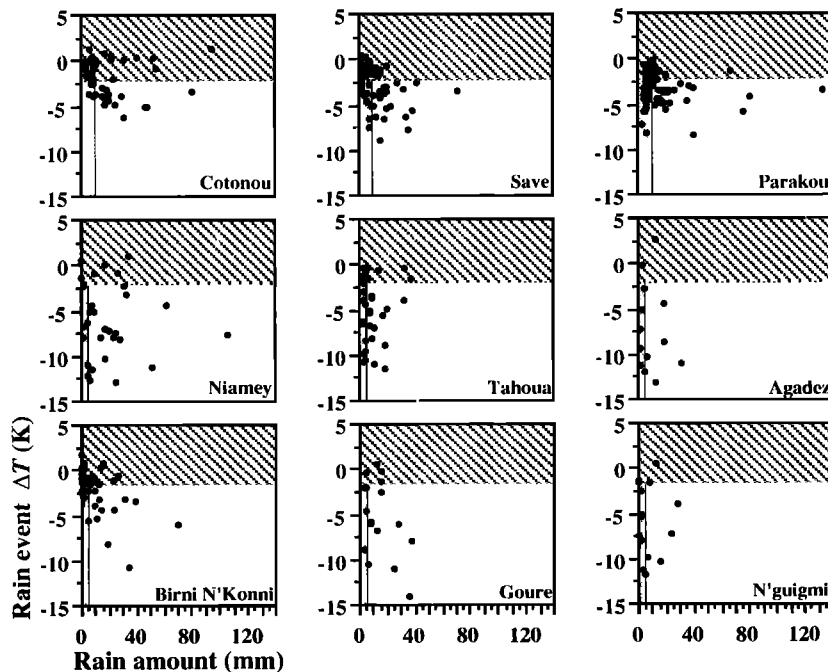 5 5 5
0 0 0
-5 -5 -5
-10 -10 -10
-15 -15 -15
Cotonou Save Parakou
5 5 5
0 0 0
-5 -5 -5
-10 -10 -10
-15 -15 -15
Niamey Tahoua Agadez
5 5 5
0 0 0
-5 -5 -5
-10 -10 -10
-15 -15 -15
Birni N'Konni Goure N'guigmi
0 40 80 120 0 40 80 120 0 40 80 120
Rain event ΔT (K)
Rain amount (mm)